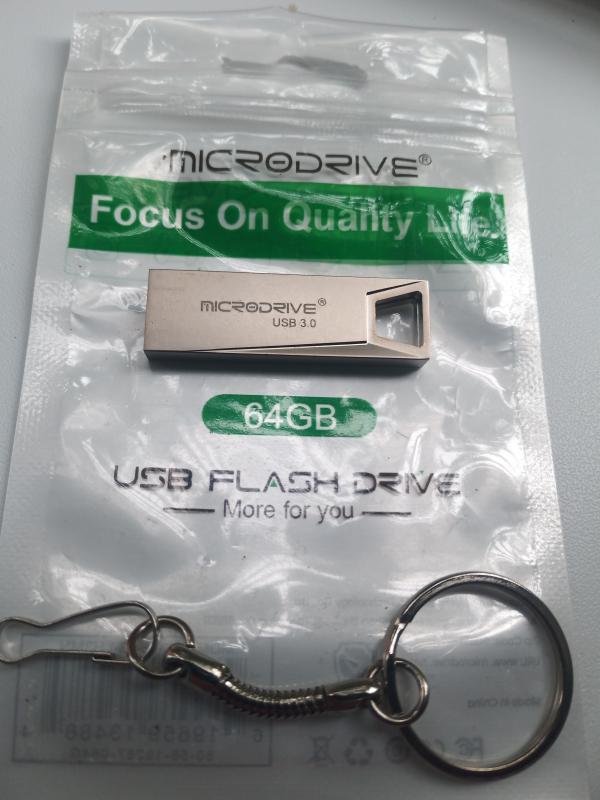 MICRODRIVE®
Focus On Quality Life.
MICRODRIVE®
USB 3.0
64GB
USB FLASH DRIVE
More for you
Made in China